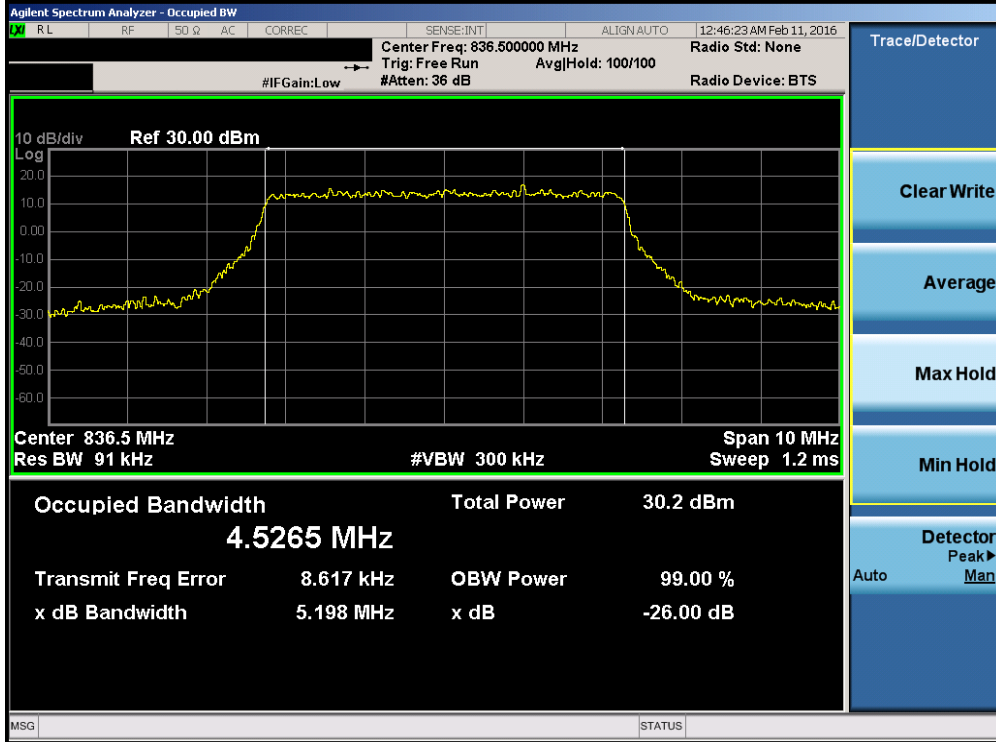 Agilent Spectrum Analyzer - Occupied BW
LXI RL RF 50 Ω AC CORREC SENSE:INT ALIGN AUTO 12:46:23 AM Feb 11, 2016
Center Freq: 836.500000 MHz Radio Std: None
Trig: Free Run Avg|Hold: 100/100
#IFGain:Low #Atten: 36 dB Radio Device: BTS
10 dB/div Ref 30.00 dBm
Log
20.0
10.0
0.00
-10.0
-20.0
-30.0
-40.0
-50.0
-60.0
Center 836.5 MHz Span 10 MHz
Res BW 91 kHz #VBW 300 kHz Sweep 1.2 ms
Occupied Bandwidth Total Power 30.2 dBm
4.5265 MHz
Transmit Freq Error 8.617 kHz OBW Power 99.00 %
x dB Bandwidth 5.198 MHz x dB -26.00 dB
MSG STATUS
Trace/Detector
Clear Write
Average
Max Hold
Min Hold
Detector
Peak▶
Auto Man